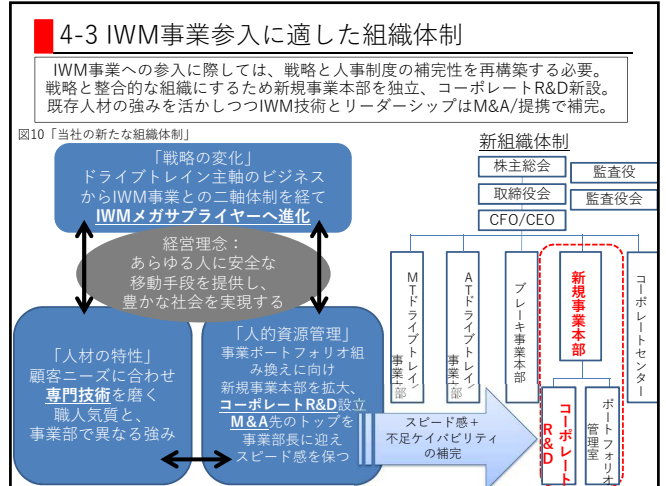 4-3 IWM事業参入に適した組織体制
IWM事業への参入に際しては、戦略と人事制度の補完性を再構築する必要。
戦略と整合的な組織にするため新規事業本部を独立、コーポレートR&D新設。
既存人材の強みを活かしつつIWM技術とリーダーシップはM&A/提携で補完。
図10「当社の新たな組織体制」
「戦略の変化」
ドライブトレイン主軸のビジネス
からIWM事業との二軸体制を経て
IWMメガサプライヤーへ進化
経営理念：
あらゆる人に安全な
移動手段を提供し、
豊かな社会を実現する
「人材の特性」
顧客ニーズに合わせ
専門技術を磨く
職人気質と、
事業部で異なる強み
「人的資源管理」
事業ポートフォリオ組
み換えに向け
新規事業本部を拡大、
コーポレートR&D設立
M&A先のトップを
事業部長に迎え
スピード感を保つ
スピード感＋
不足ケイパビリティ
の補完
新組織体制
株主総会
監査役
取締役会
監査役会
CFO/CEO
MTドライブトレイン
事業本部
ATドライブトレイン
事業本部
ブレーキ事業本部
新規事業本部
コーポレートセンター
コーポレート
R&D
ポートフォリオ
管理室